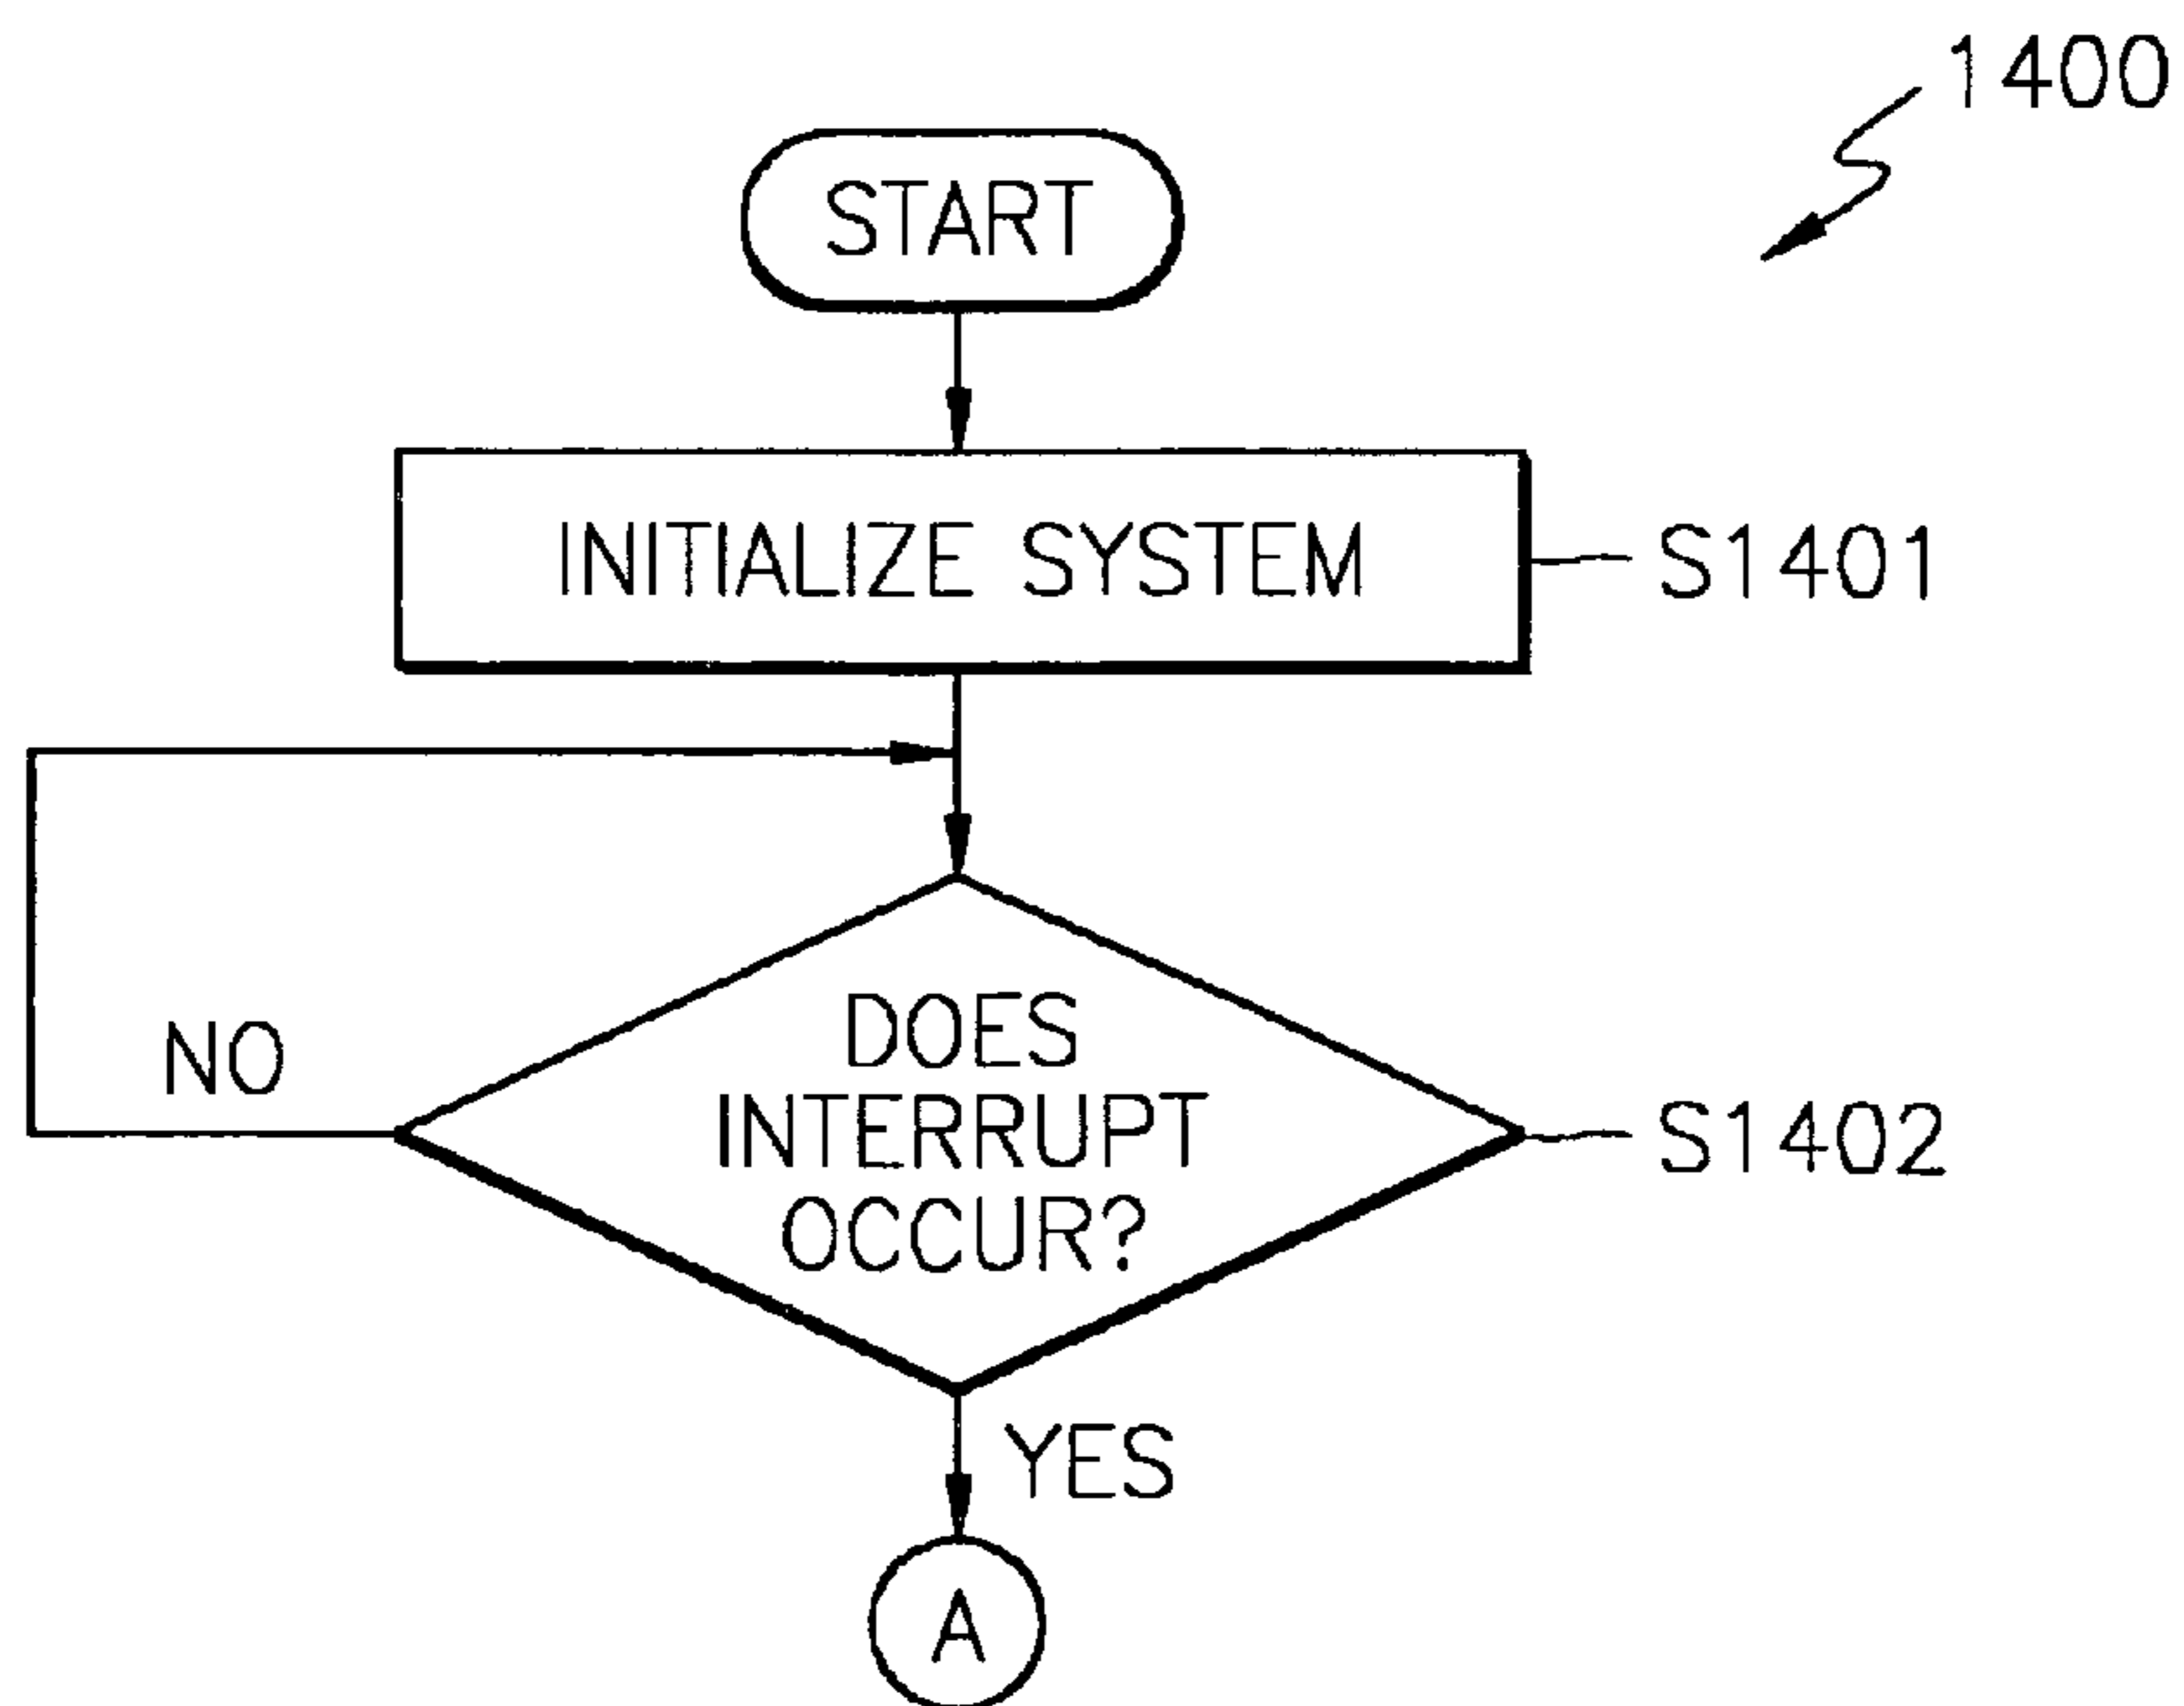 1400
START
INITIALIZE SYSTEM
S1401
NO
DOES
INTERRUPT
OCCUR?
S1402
YES
A